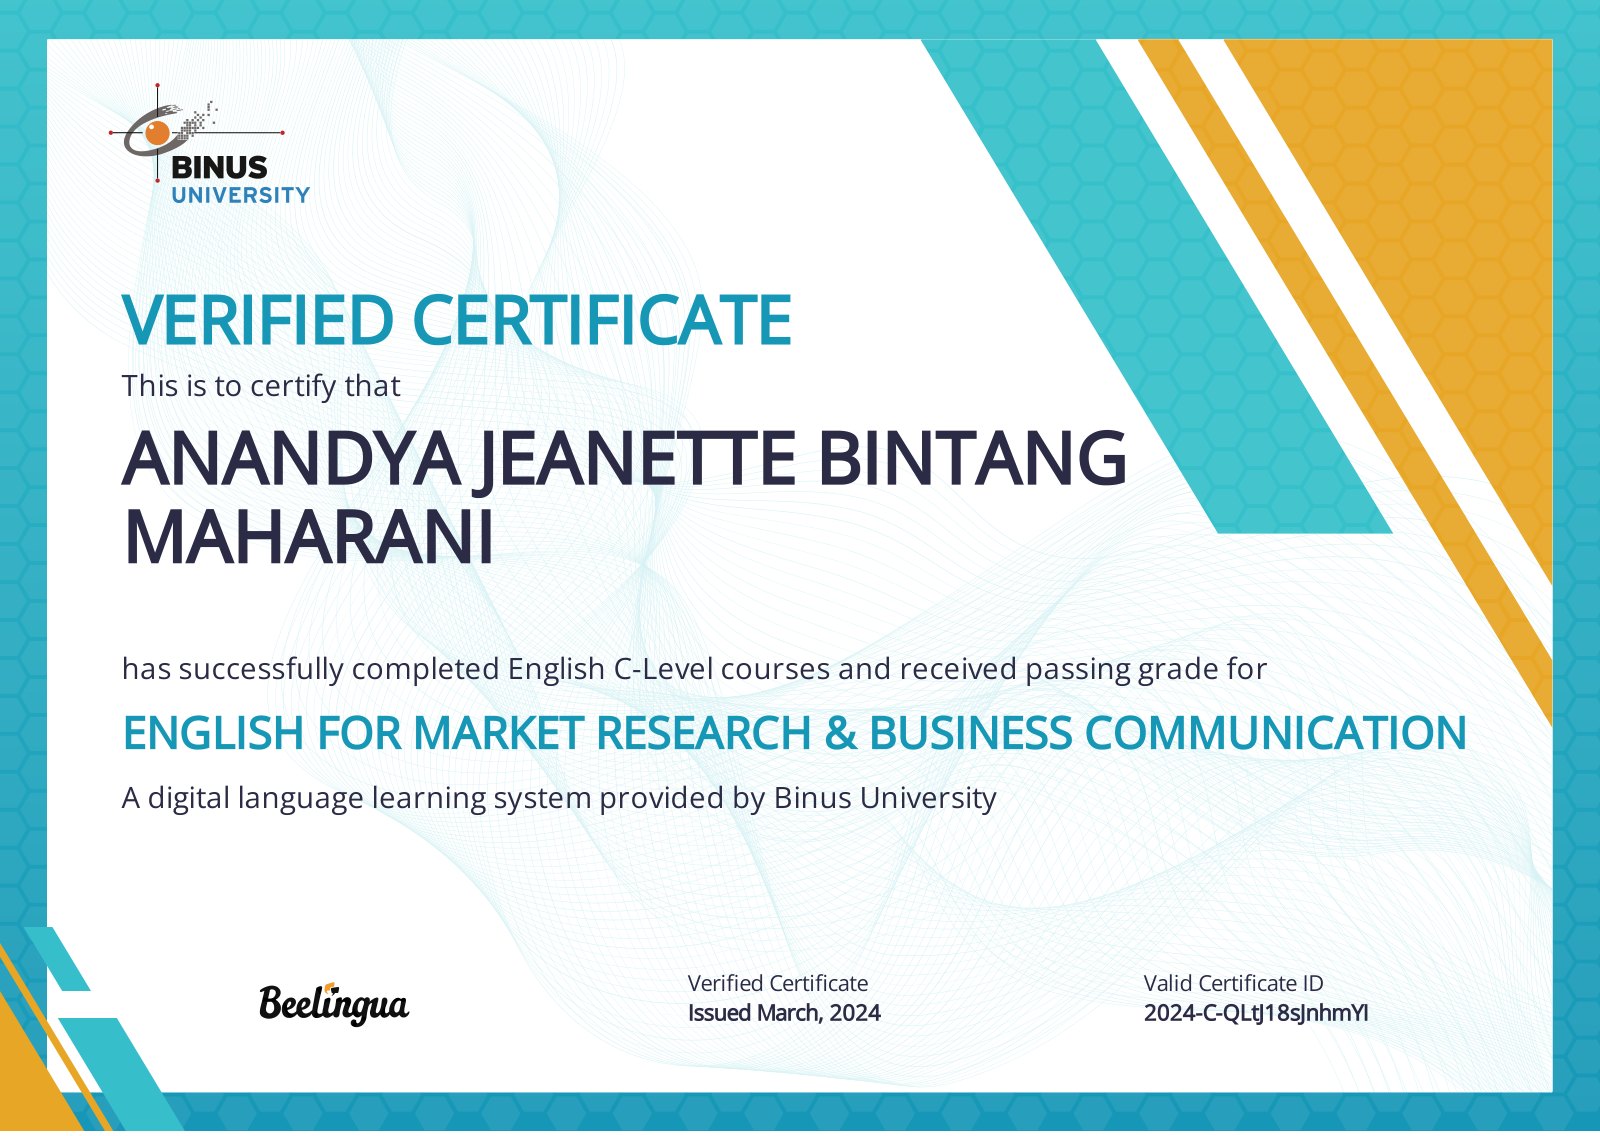 BINUS
UNIVERSITY
VERIFIED CERTIFICATE
This is to certify that
ANANDYA JEANETTE BINTANG
MAHARANI
has successfully completed English C-Level courses and received passing grade for
ENGLISH FOR MARKET RESEARCH & BUSINESS COMMUNICATION
A digital language learning system provided by Binus University
Beelingua
Verified Certificate
Issued March, 2024
Valid Certificate ID
2024-C-QLtJ18sJnhmYI